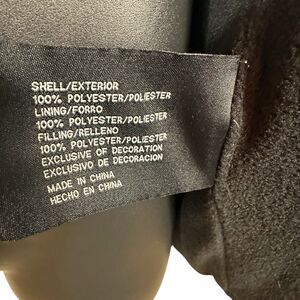 SHELL/EXTERIOR
100% POLYESTER/POLIESTER
LINING/FORRO
100% POLYESTER/POLIESTER
FILLING/RELLENO
100% POLYESTER/POLIESTER
EXCLUSIVE OF DECORATION
EXCLUSIVO DE DECORACION
MADE IN CHINA
HECHO EN CHINA